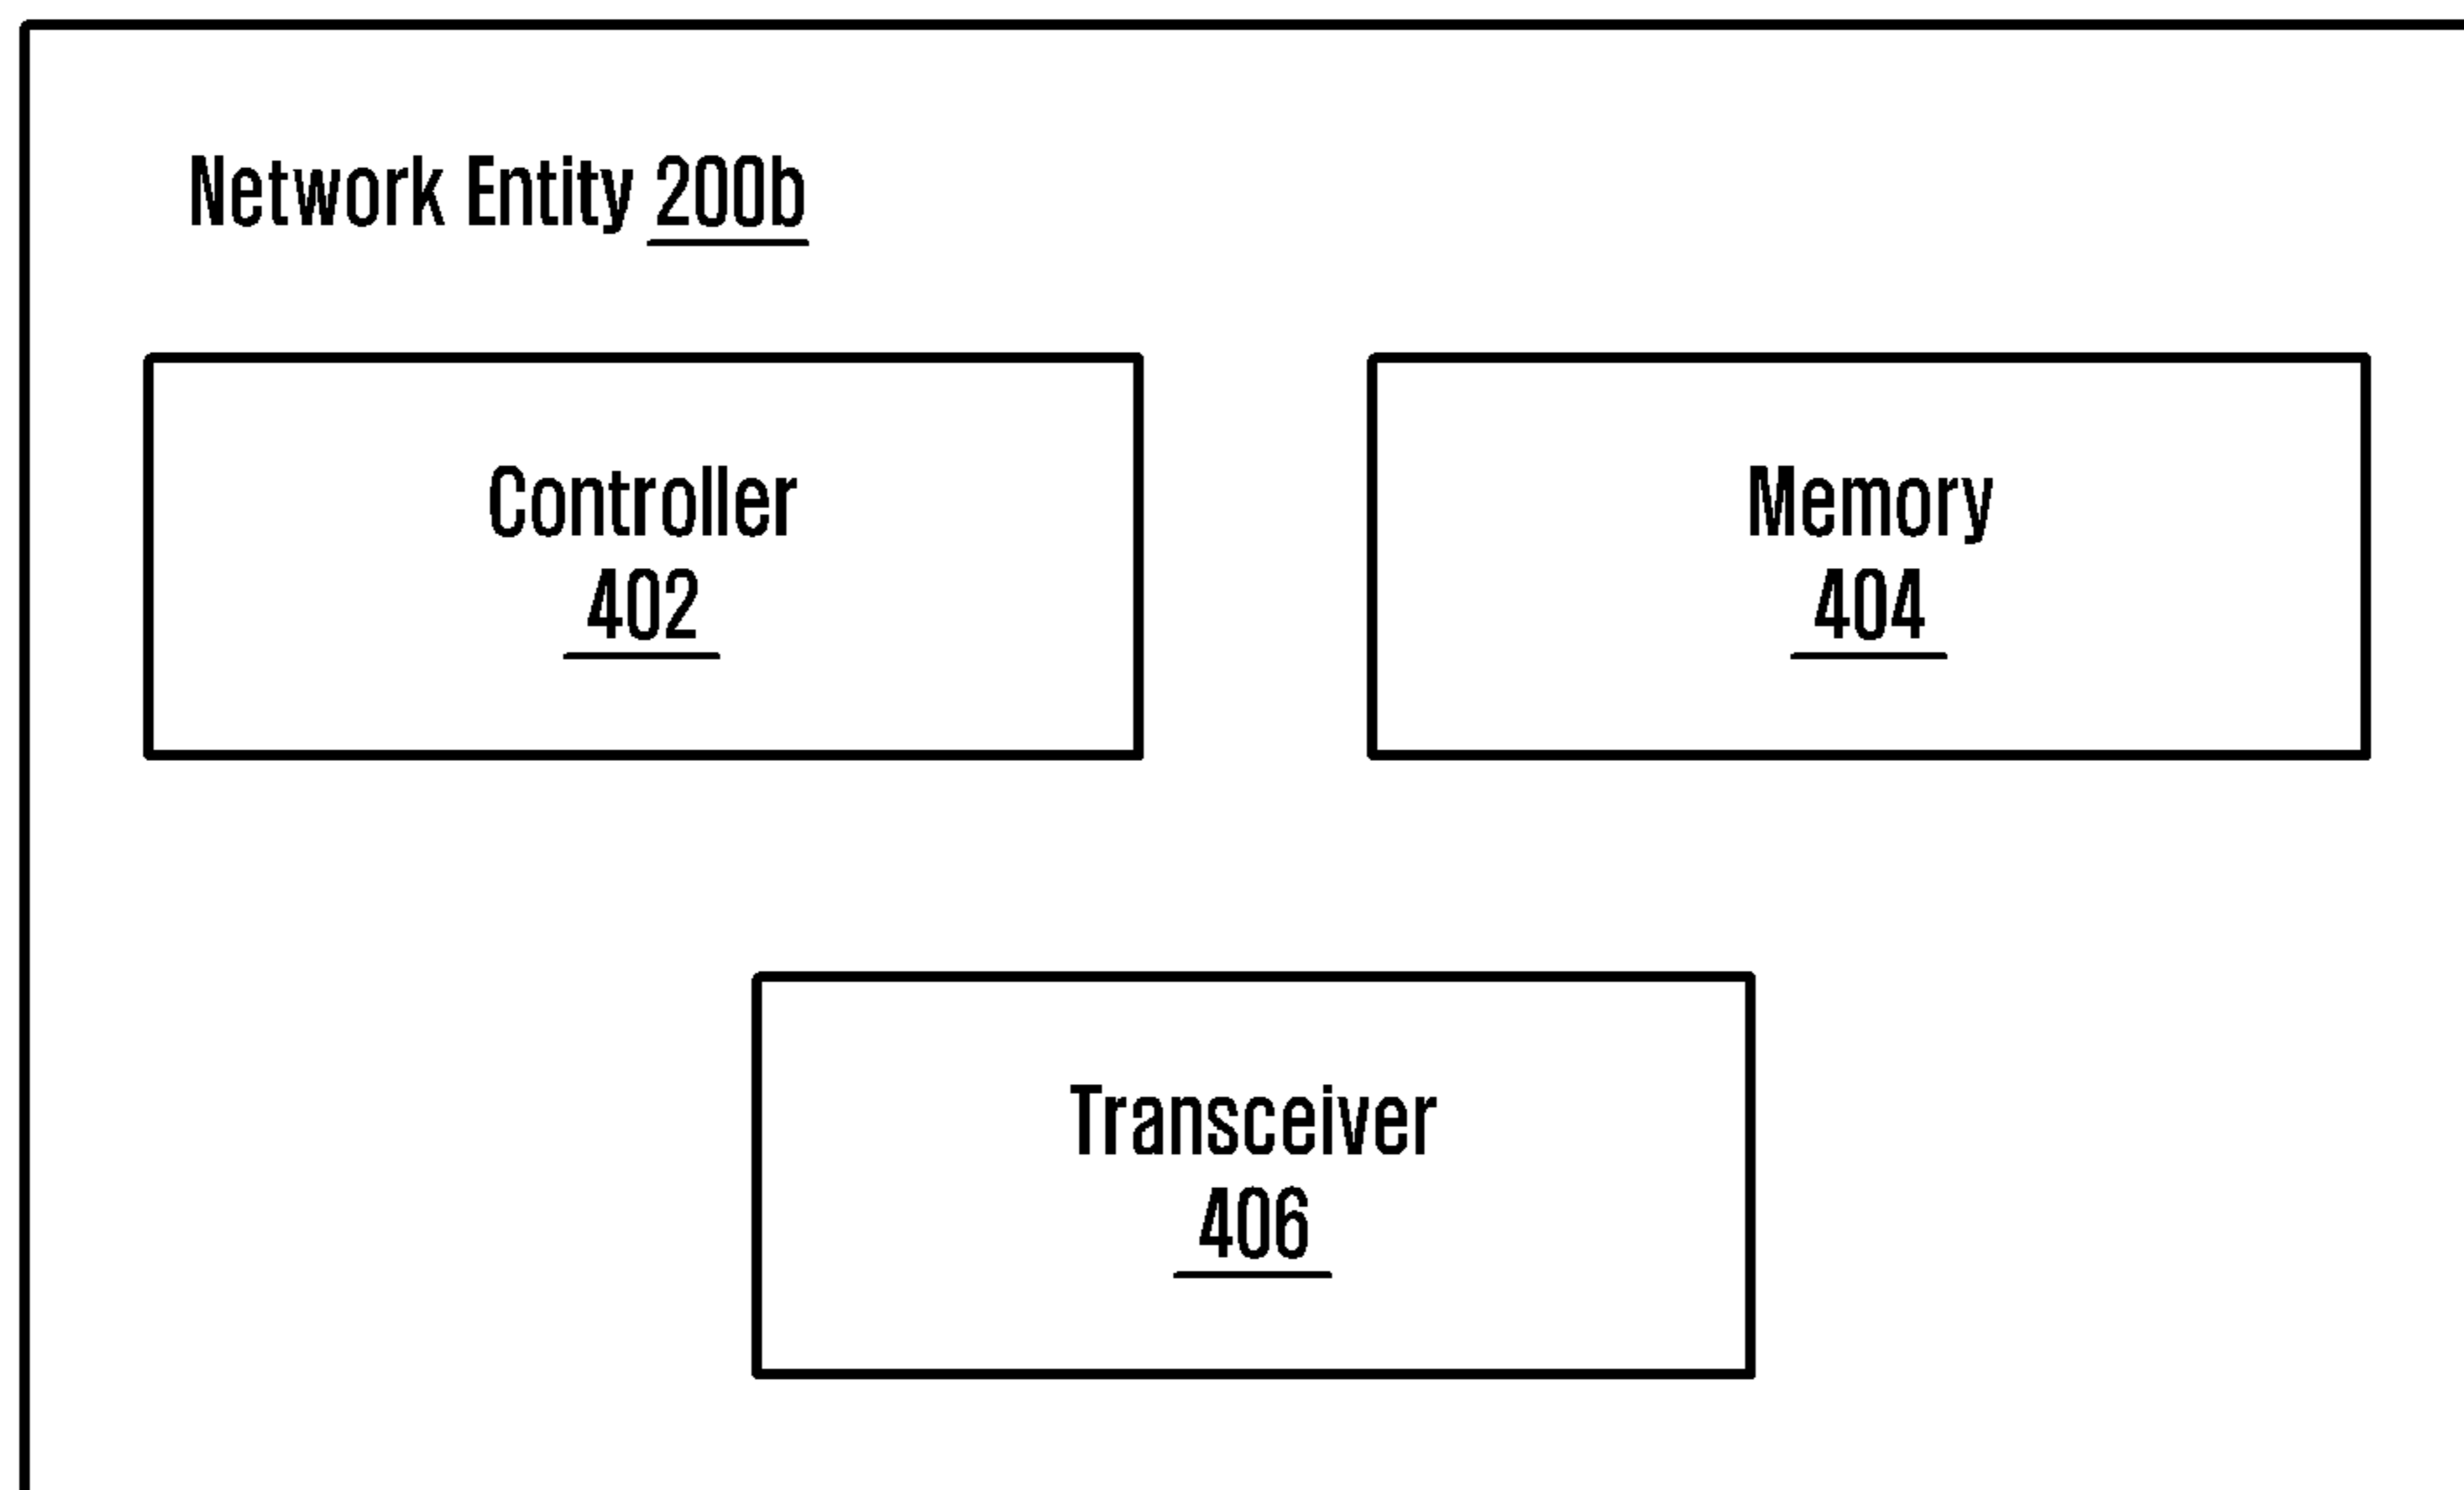 Network Entity 200b
Controller
402
Memory
404
Transceiver
406